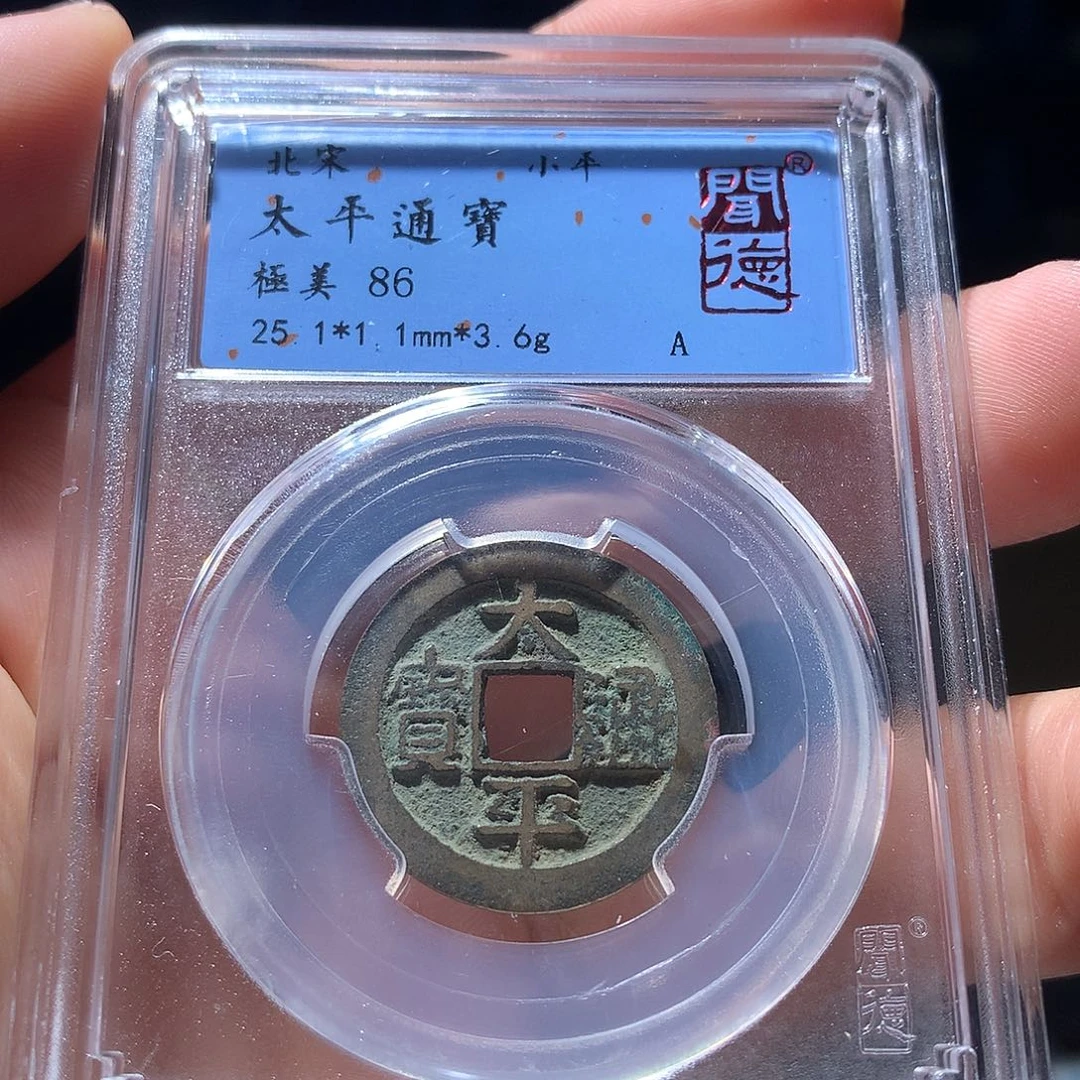 北宋 小平
太平通寶
極美 86
25.1*1.1mm*3.6g A
聞德®
太平通寶
聞德®